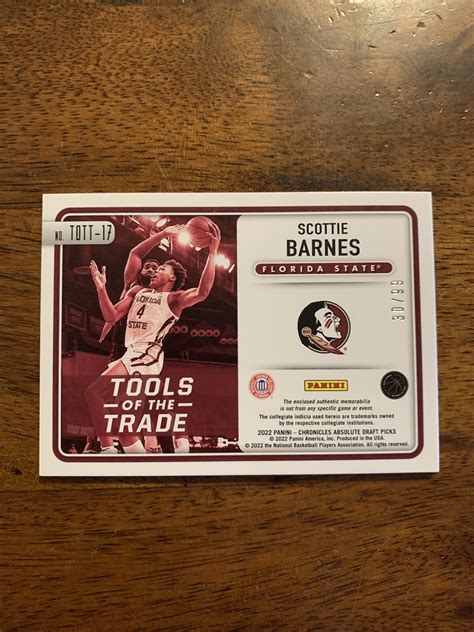 NO. TOTT-17
SCOTTIE
BARNES
FLORIDA STATE®
30/99
FLORIDA
4
STATE
TOOLS
OF THE
TRADE
PANINI
The enclosed authentic memorabilia
is not from any specific game or event.
The collegiate indicia used herein are trademarks owned
by the respective collegiate institutions.
2022 PANINI - CHRONICLES ABSOLUTE DRAFT PICKS
© 2022 Panini America, Inc. Produced in the USA.
© 2022 the National Basketball Players Association. All rights reserved.